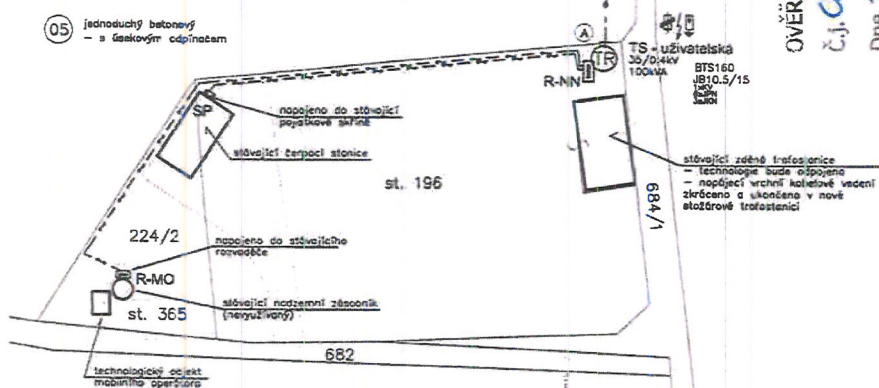 05
jednoduchý betonový
– s úsekovým odpínačem
OVĚŘ
Č.j.
Dne
A
TR
TS - uživatelská
35/0.4kV
100kVA
BTS160
JB10.5/15
R-NN
SP
napojeno do stávající
pojistkové skříně
stávající čerpací stanice
st. 196
stávající zděná trafostanice
– technologie bude odpojena
– napájecí vrchní kabelové vedení
zkráceno a ukončeno v nové
stožárové trafostanici
684/1
224/2
napojeno do stávajícího
rozvaděče
R-MO
stávající nadzemní zásobník
(nevyužívaný)
st. 365
682
technologický objekt
mobilního operátora